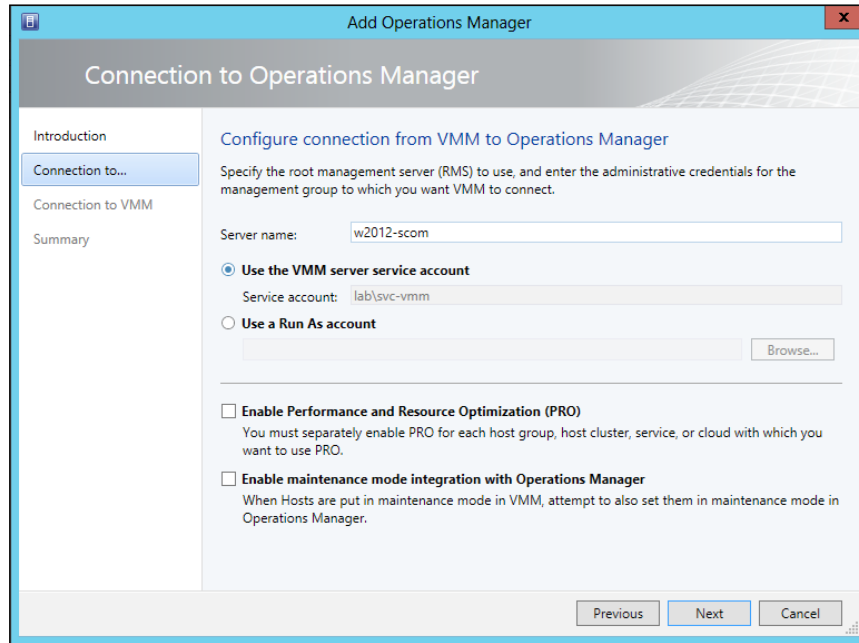 Add Operations Manager
x
Connection to Operations Manager
Introduction
Connection to...
Connection to VMM
Summary
Configure connection from VMM to Operations Manager
Specify the root management server (RMS) to use, and enter the administrative credentials for the
management group to which you want VMM to connect.
Server name: w2012-scom
Use the VMM server service account
Service account: lab\svc-vmm
Use a Run As account
Browse...
Enable Performance and Resource Optimization (PRO)
You must separately enable PRO for each host group, host cluster, service, or cloud with which you
want to use PRO.
Enable maintenance mode integration with Operations Manager
When Hosts are put in maintenance mode in VMM, attempt to also set them in maintenance mode in
Operations Manager.
Previous Next Cancel